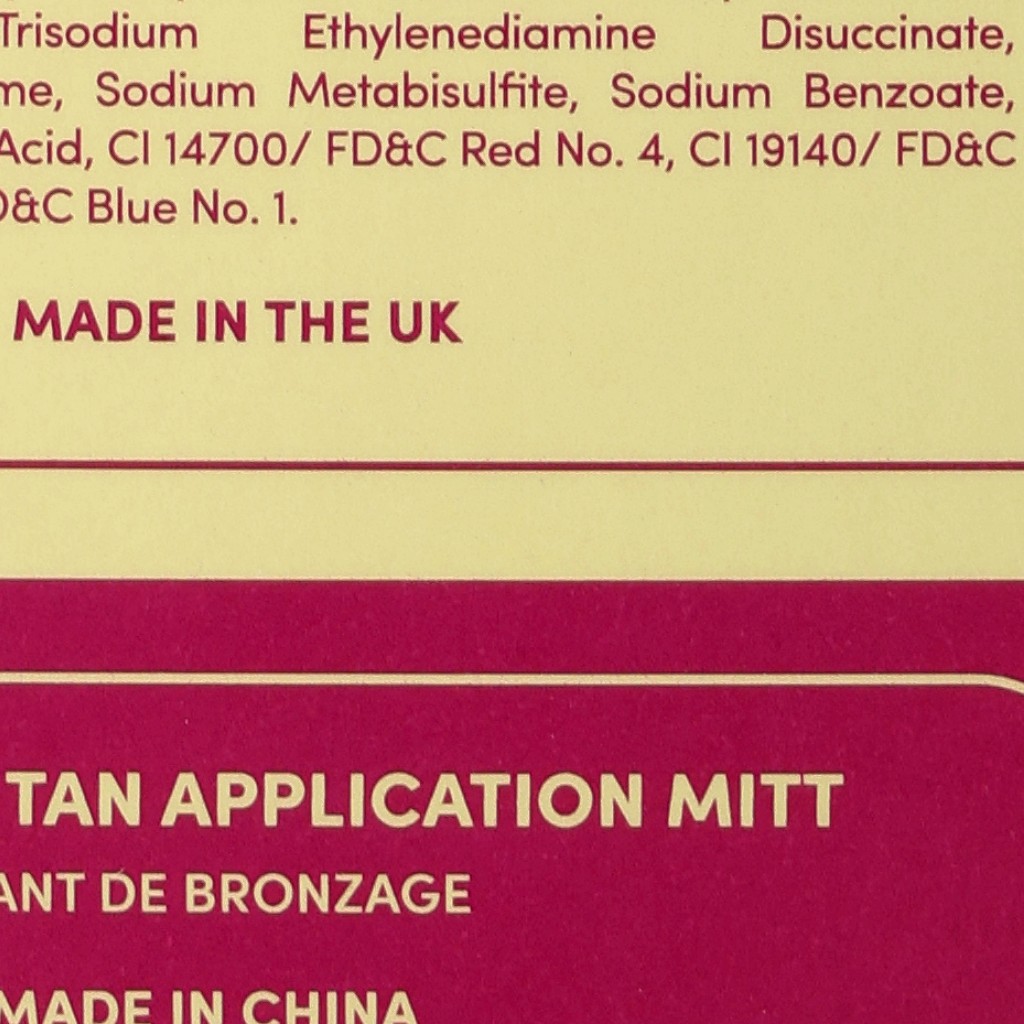 Trisodium Ethylenediamine Disuccinate,
Sodium Metabisulfite, Sodium Benzoate,
Acid, CI 14700/ FD&C Red No. 4, CI 19140/ FD&C
D&C Blue No. 1.
MADE IN THE UK
TAN APPLICATION MITT
ANT DE BRONZAGE
MADE IN CHINA